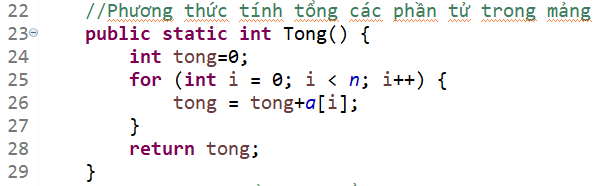 22 //Phương thức tính tổng các phần tử trong mảng
23 public static int Tong() {
24 int tong=0;
25 for (int i = 0; i < n; i++) {
26 tong = tong+a[i];
27 }
28 return tong;
29 }